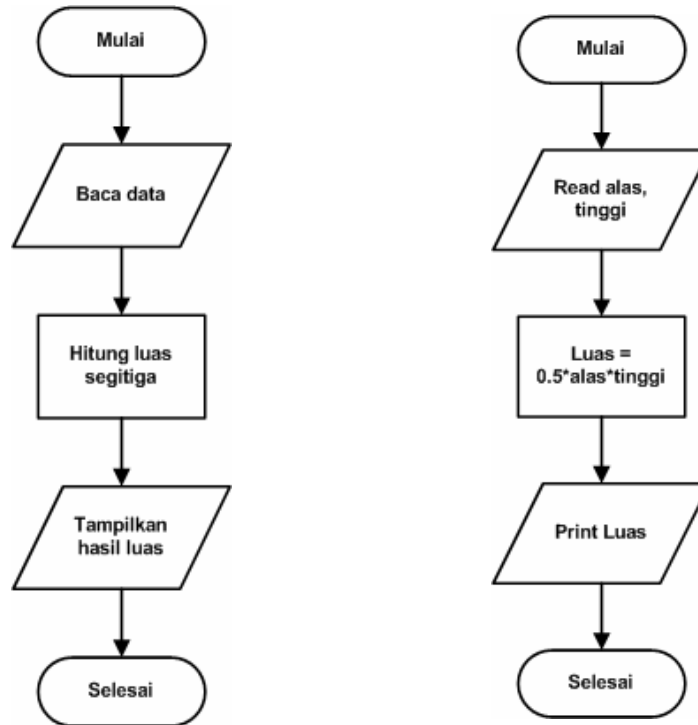 Mulai
Baca data
Hitung luas
segitiga
Tampilkan
hasil luas
Selesai
Mulai
Read alas,
tinggi
Luas =
0.5*alas*tinggi
Print Luas
Selesai